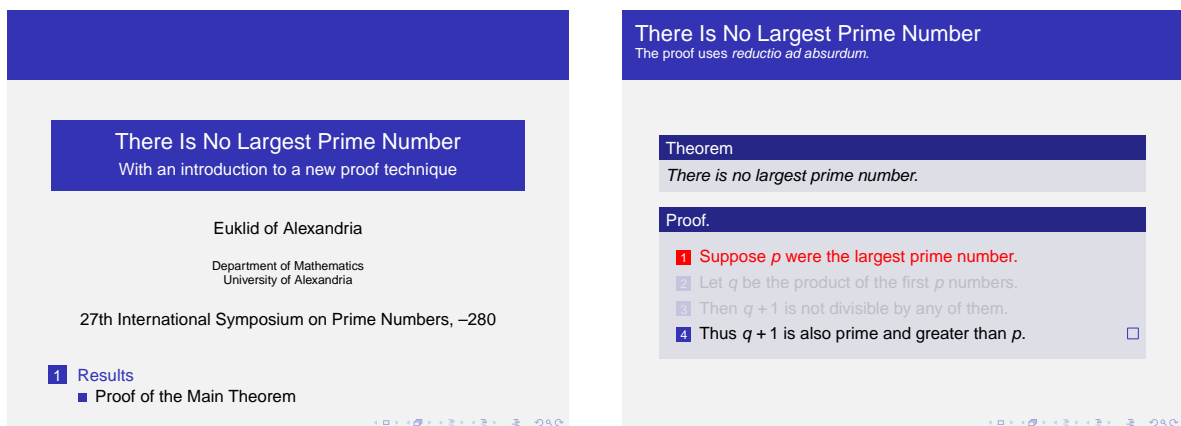 There Is No Largest Prime Number
With an introduction to a new proof technique
Euklid of Alexandria
Department of Mathematics
University of Alexandria
27th International Symposium on Prime Numbers, –280
1 Results
Proof of the Main Theorem
There Is No Largest Prime Number
The proof uses reductio ad absurdum.
Theorem
There is no largest prime number.
Proof.
1 Suppose p were the largest prime number.
2 Let q be the product of the first p numbers.
3 Then q + 1 is not divisible by any of them.
4 Thus q + 1 is also prime and greater than p.